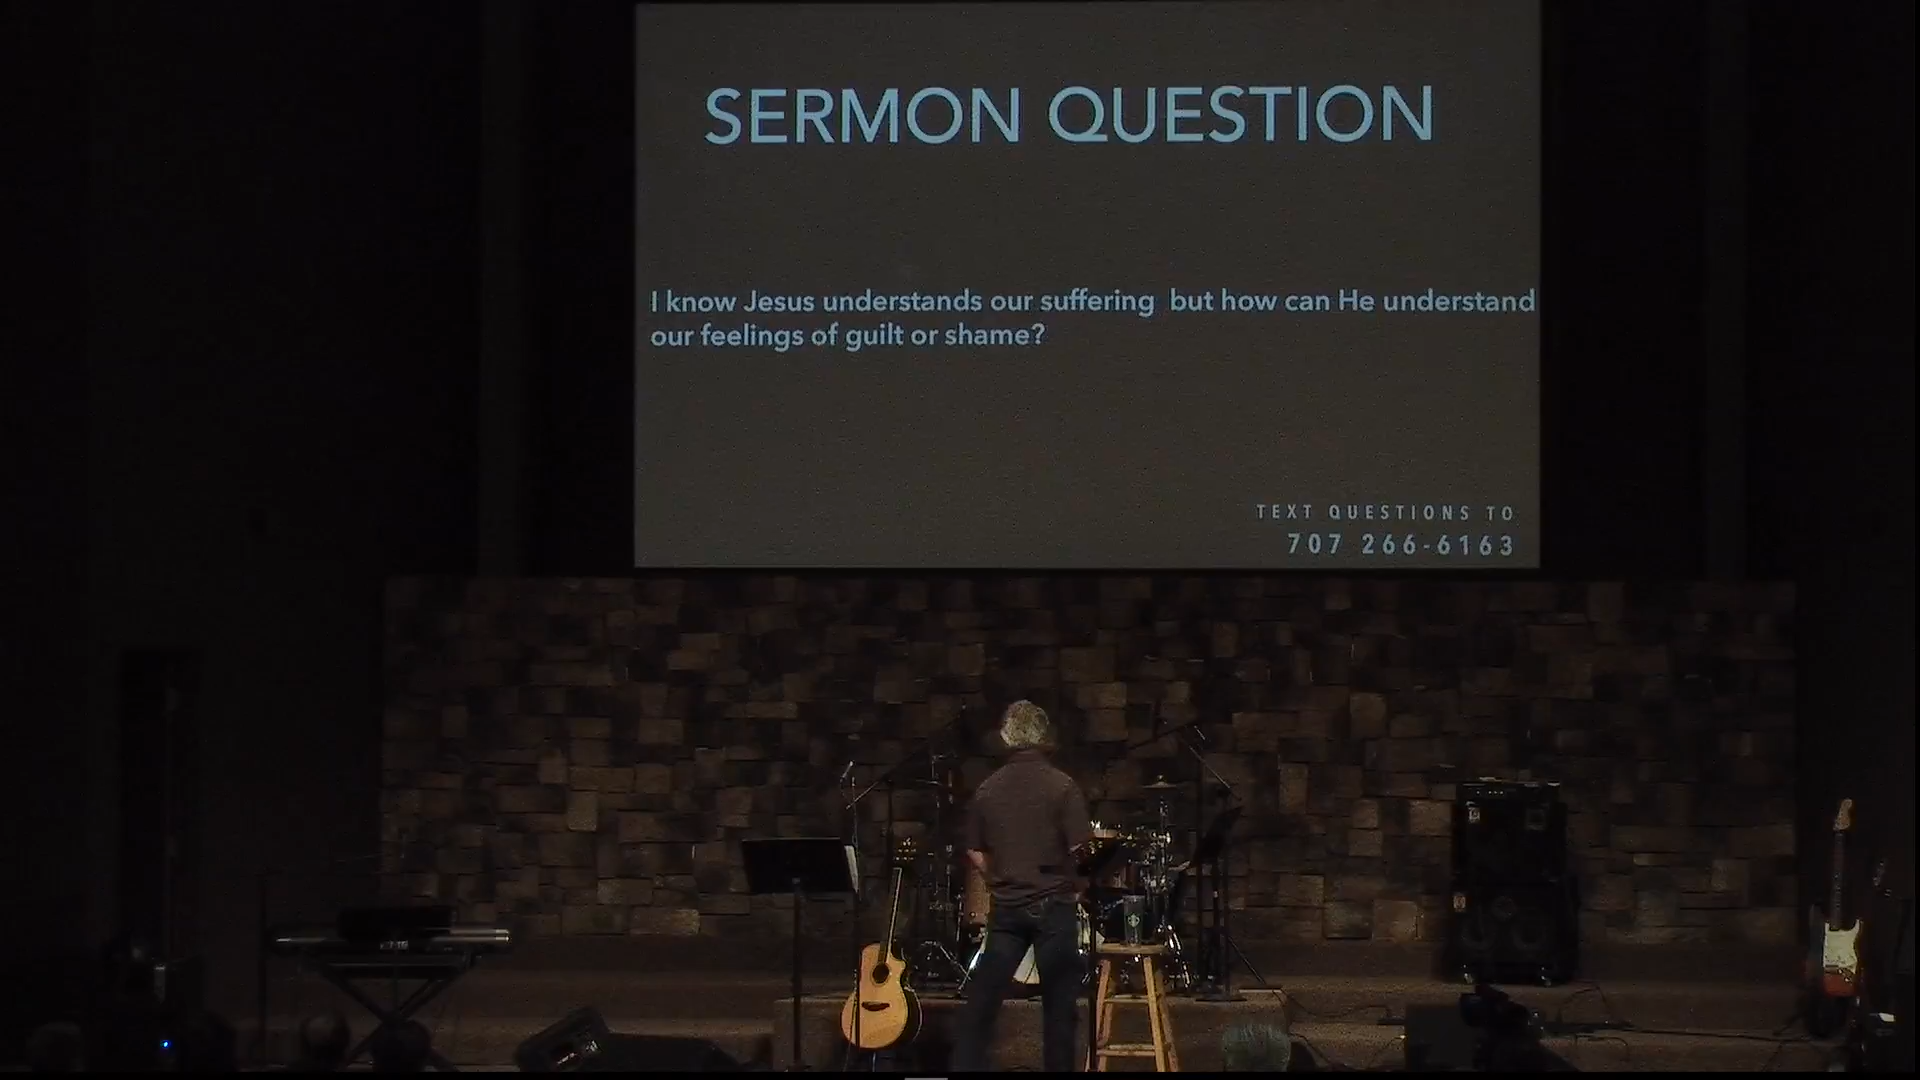 SERMON QUESTION
I know Jesus understands our suffering but how can He understand
our feelings of guilt or shame?
TEXT QUESTIONS TO
707 266-6163